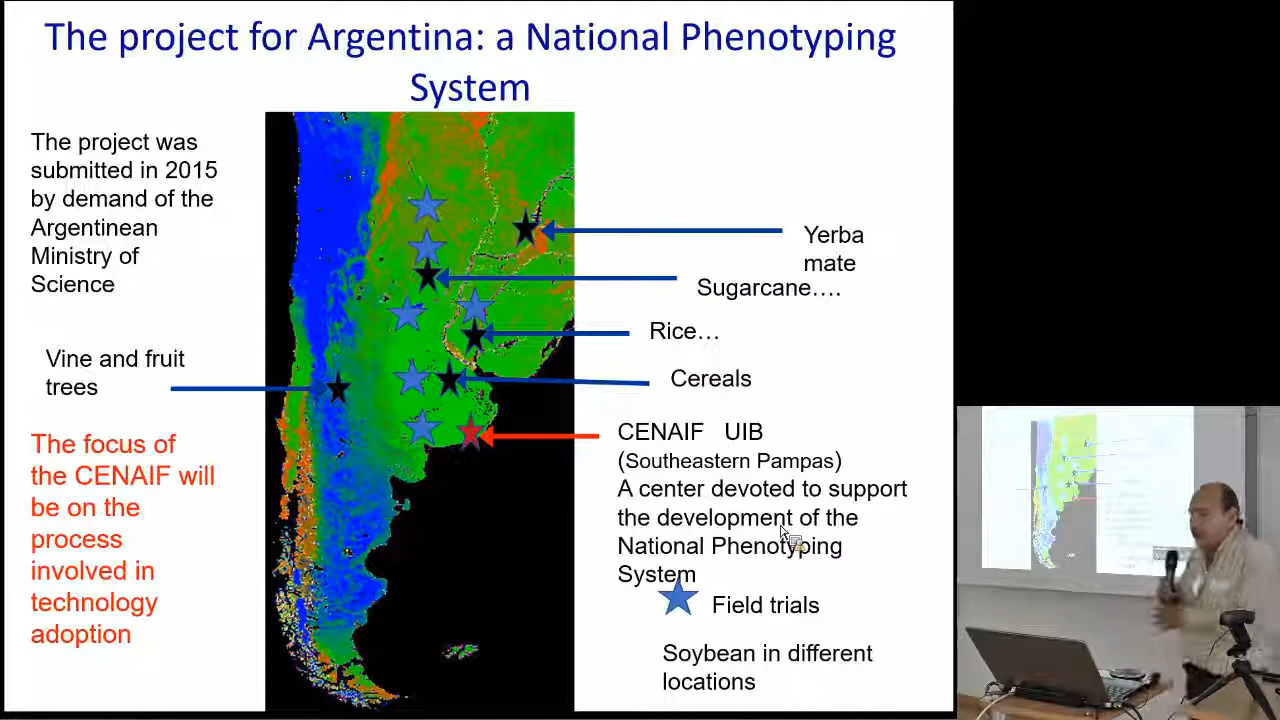 The project for Argentina: a National Phenotyping
System
The project was
submitted in 2015
by demand of the
Argentinean
Ministry of
Science
Yerba
mate
Sugarcane....
Rice...
Vine and fruit
trees
Cereals
The focus of
the CENAIF will
be on the
process
involved in
technology
adoption
CENAIF UIB
(Southeastern Pampas)
A center devoted to support
the development of the
National Phenotyping
System
Field trials
Soybean in different
locations